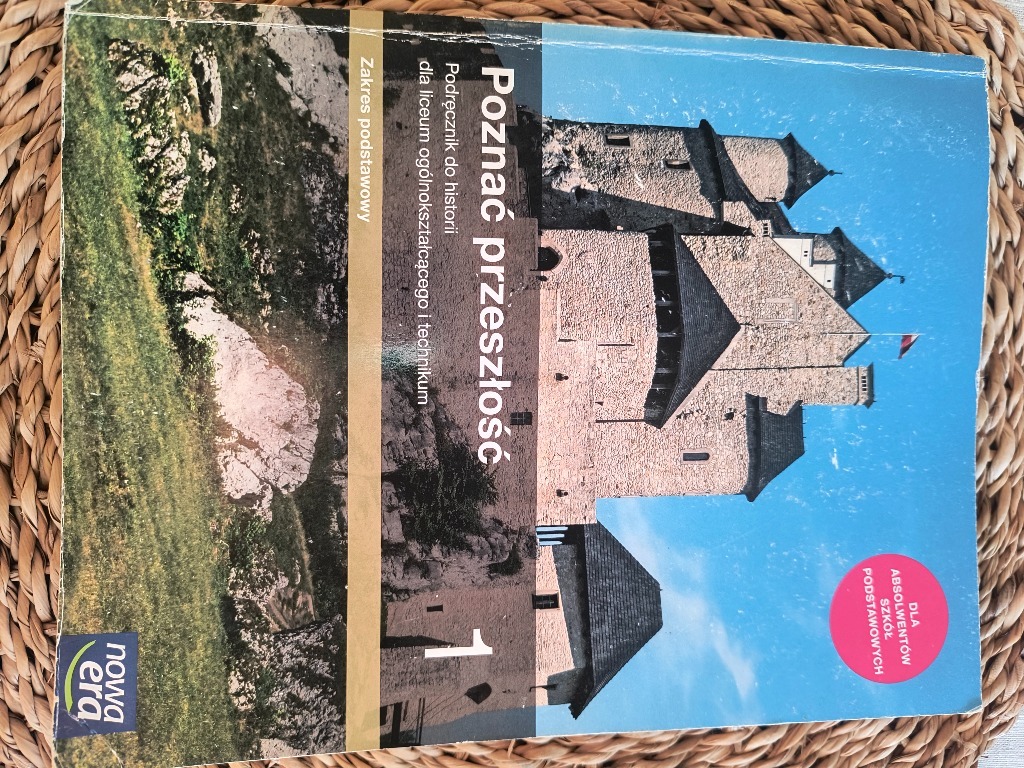 DLA
ABSOLWENTÓW
SZKÓŁ
PODSTAWOWYCH
Poznać przeszłość
1
Podręcznik do historii
dla liceum ogólnokształcącego i technikum
Zakres podstawowy
nowa
era